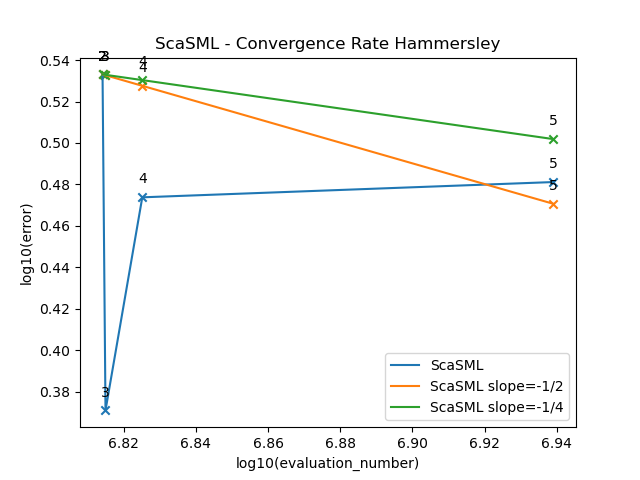 ScaSML - Convergence Rate Hammersley
log10(error)
0.54
0.52
0.50
0.48
0.46
0.44
0.42
0.40
0.38
2
3
4
4
4
5
5
5
3
ScaSML
ScaSML slope=-1/2
ScaSML slope=-1/4
6.82 6.84 6.86 6.88 6.90 6.92 6.94
log10(evaluation_number)